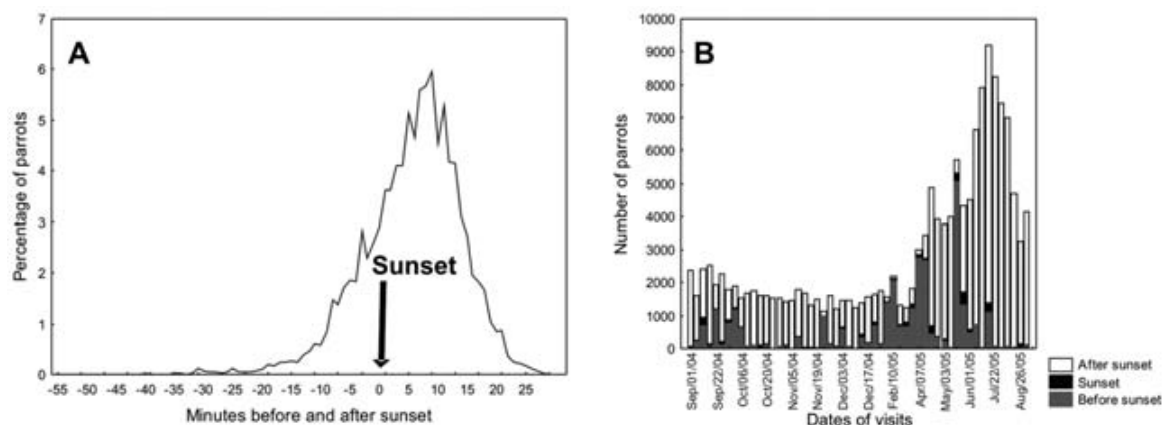 A
Percentage of parrots
7
6
5
4
3
2
1
0
Sunset
-55 -45 -35 -25 -20 -15 -10 -5 0 5 10 15 20 25
Minutes before and after sunset
B
Number of parrots
10000
9000
8000
7000
6000
5000
4000
3000
2000
1000
0
Sep/01/04
Sep/22/04
Oct/06/04
Oct/20/04
Nov/05/04
Nov/19/04
Dec/03/04
Dec/17/04
Feb/10/05
Apr/07/05
May/03/05
Jun/01/05
Jul/22/05
Aug/26/05
Dates of visits
After sunset
Sunset
Before sunset